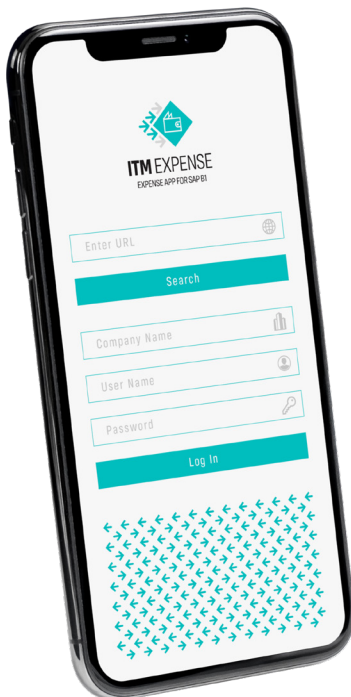 ITM EXPENSE
EXPENSE APP FOR SAP B1
Enter URL
Search
Company Name
User Name
Password
Log In